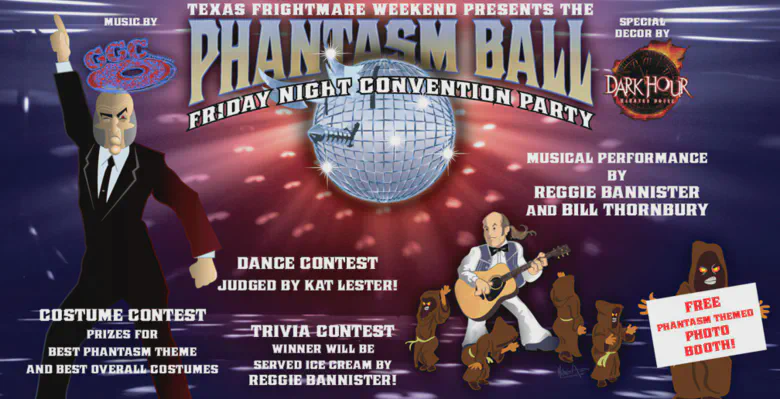 TEXAS FRIGHTMARE WEEKEND PRESENTS THE
PHANTASM BALL
FRIDAY NIGHT CONVENTION PARTY
MUSIC BY
GGC
SPECIAL
DECOR BY
DARK HOUR
HAUNTED HOUSE
MUSICAL PERFORMANCE
BY
REGGIE BANNISTER
AND BILL THORNBURY
DANCE CONTEST
JUDGED BY KAT LESTER!
COSTUME CONTEST
PRIZES FOR
BEST PHANTASM THEME
AND BEST OVERALL COSTUMES
TRIVIA CONTEST
WINNER WILL BE
SERVED ICE CREAM BY
REGGIE BANNISTER!
FREE
PHANTASM THEMED
PHOTO
BOOTH!